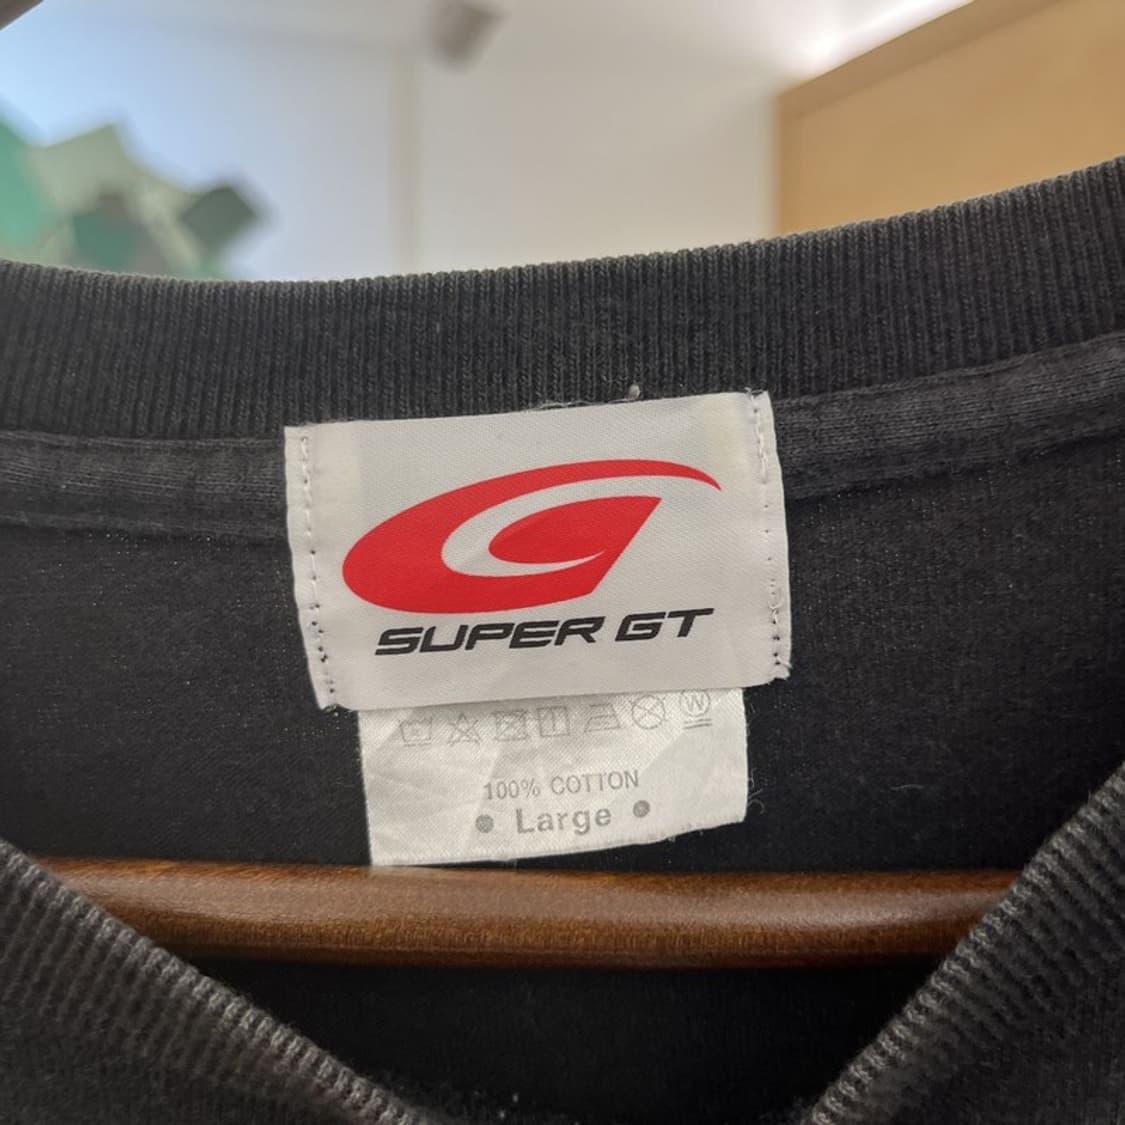 SUPER GT
W
100% COTTON
• Large •